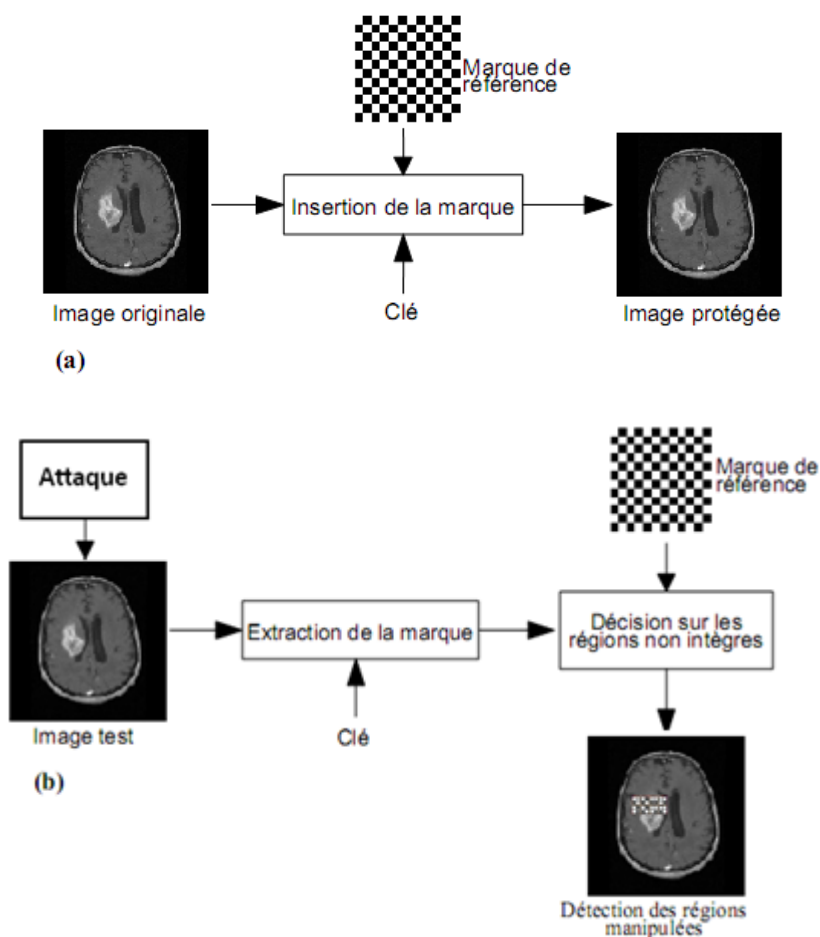 Marque de
référence
Insertion de la marque
Image originale
Clé
Image protégée
(a)
Attaque
Marque de
référence
Extraction de la marque
Décision sur les
régions non intègres
Image test
Clé
(b)
Détection des régions
manipulées